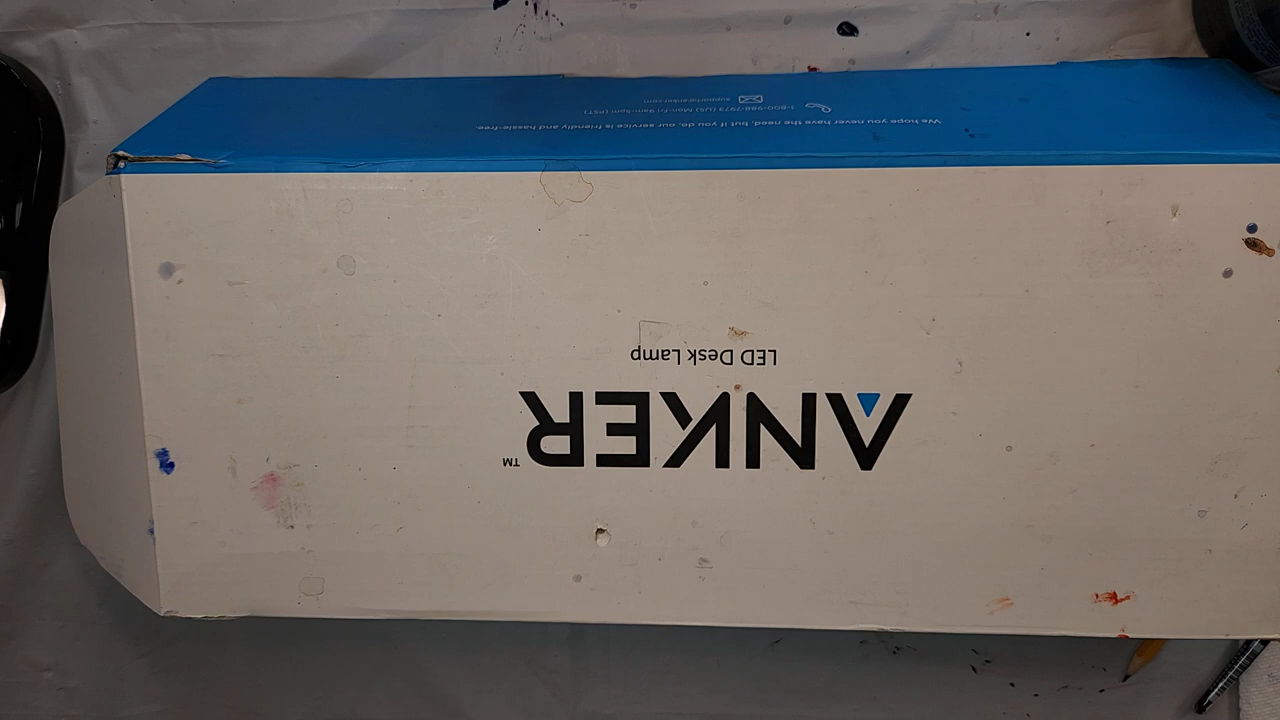 ANKER™
LED Desk Lamp
We hope you never have the need, but if you do, our service is friendly and hassle-free.
1-800-988-7973 (US) Mon-Fri 9am-5pm (PST)
support@anker.com